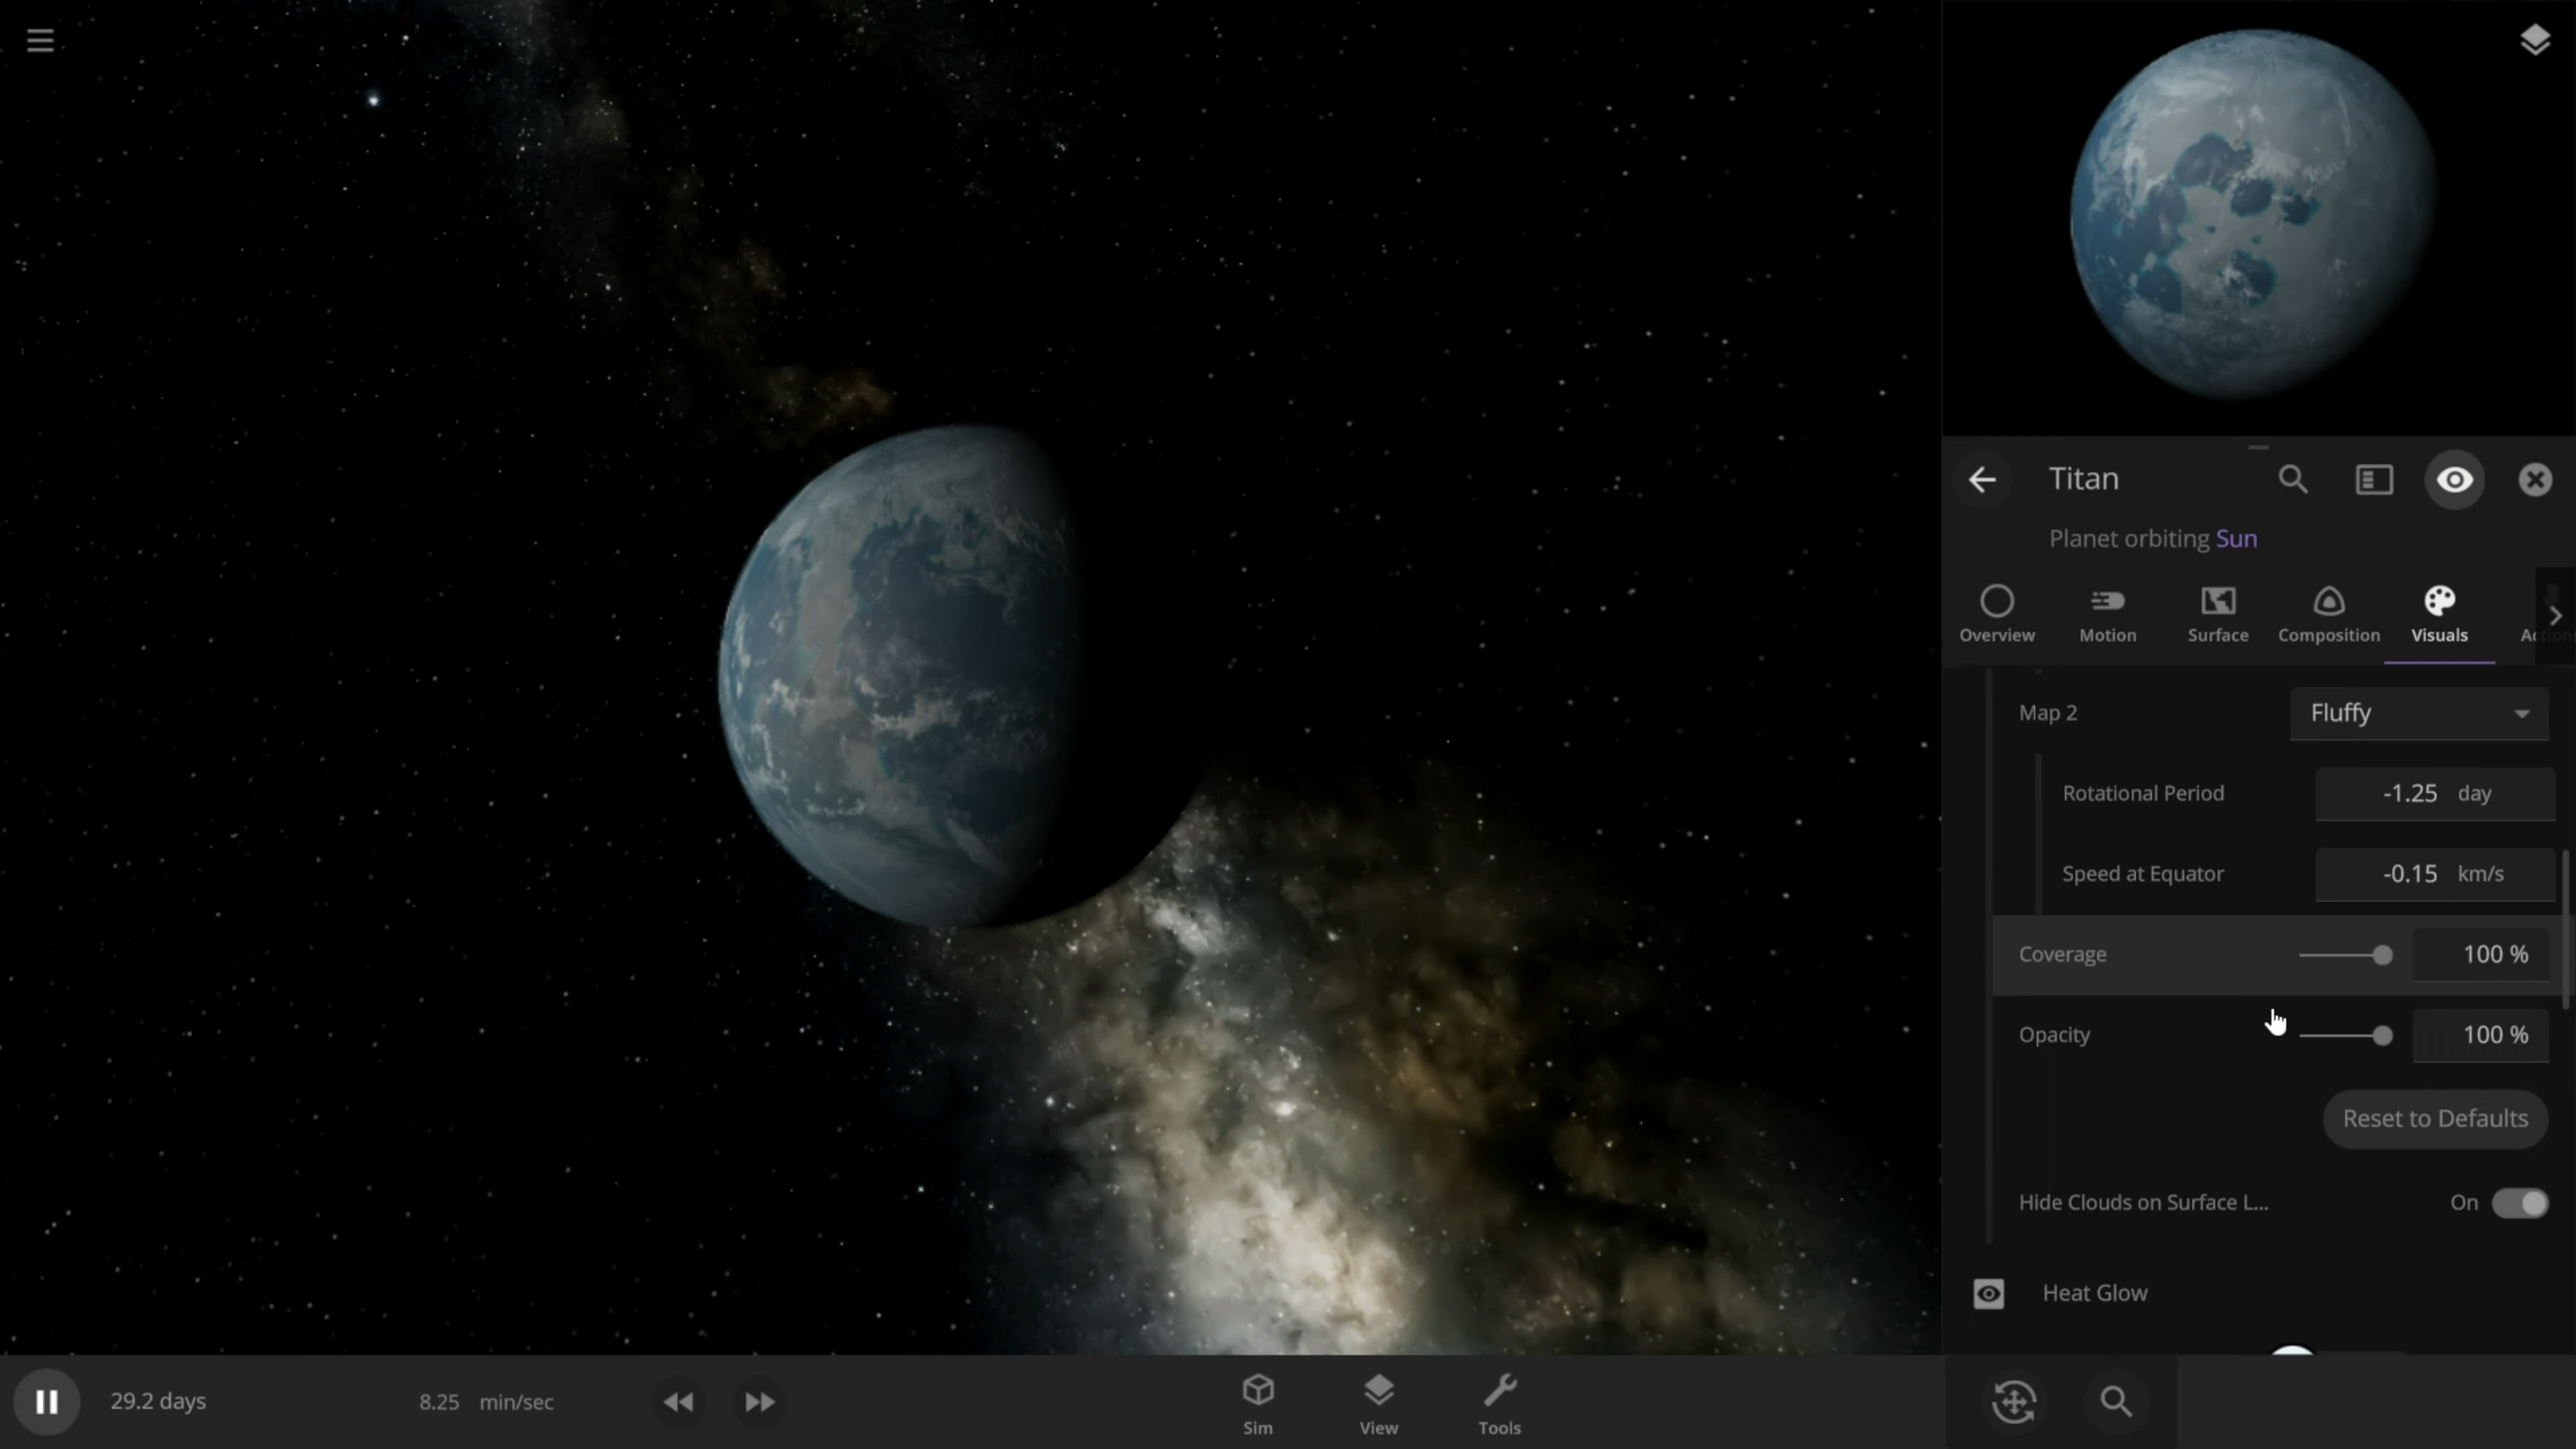 Titan
Planet orbiting Sun
Overview
Motion
Surface
Composition
Visuals
Map 2
Fluffy
Rotational Period
-1.25 day
Speed at Equator
-0.15 km/s
Coverage
100 %
Opacity
100 %
Reset to Defaults
Hide Clouds on Surface L...
On
Heat Glow
29.2 days
8.25 min/sec
Sim
View
Tools